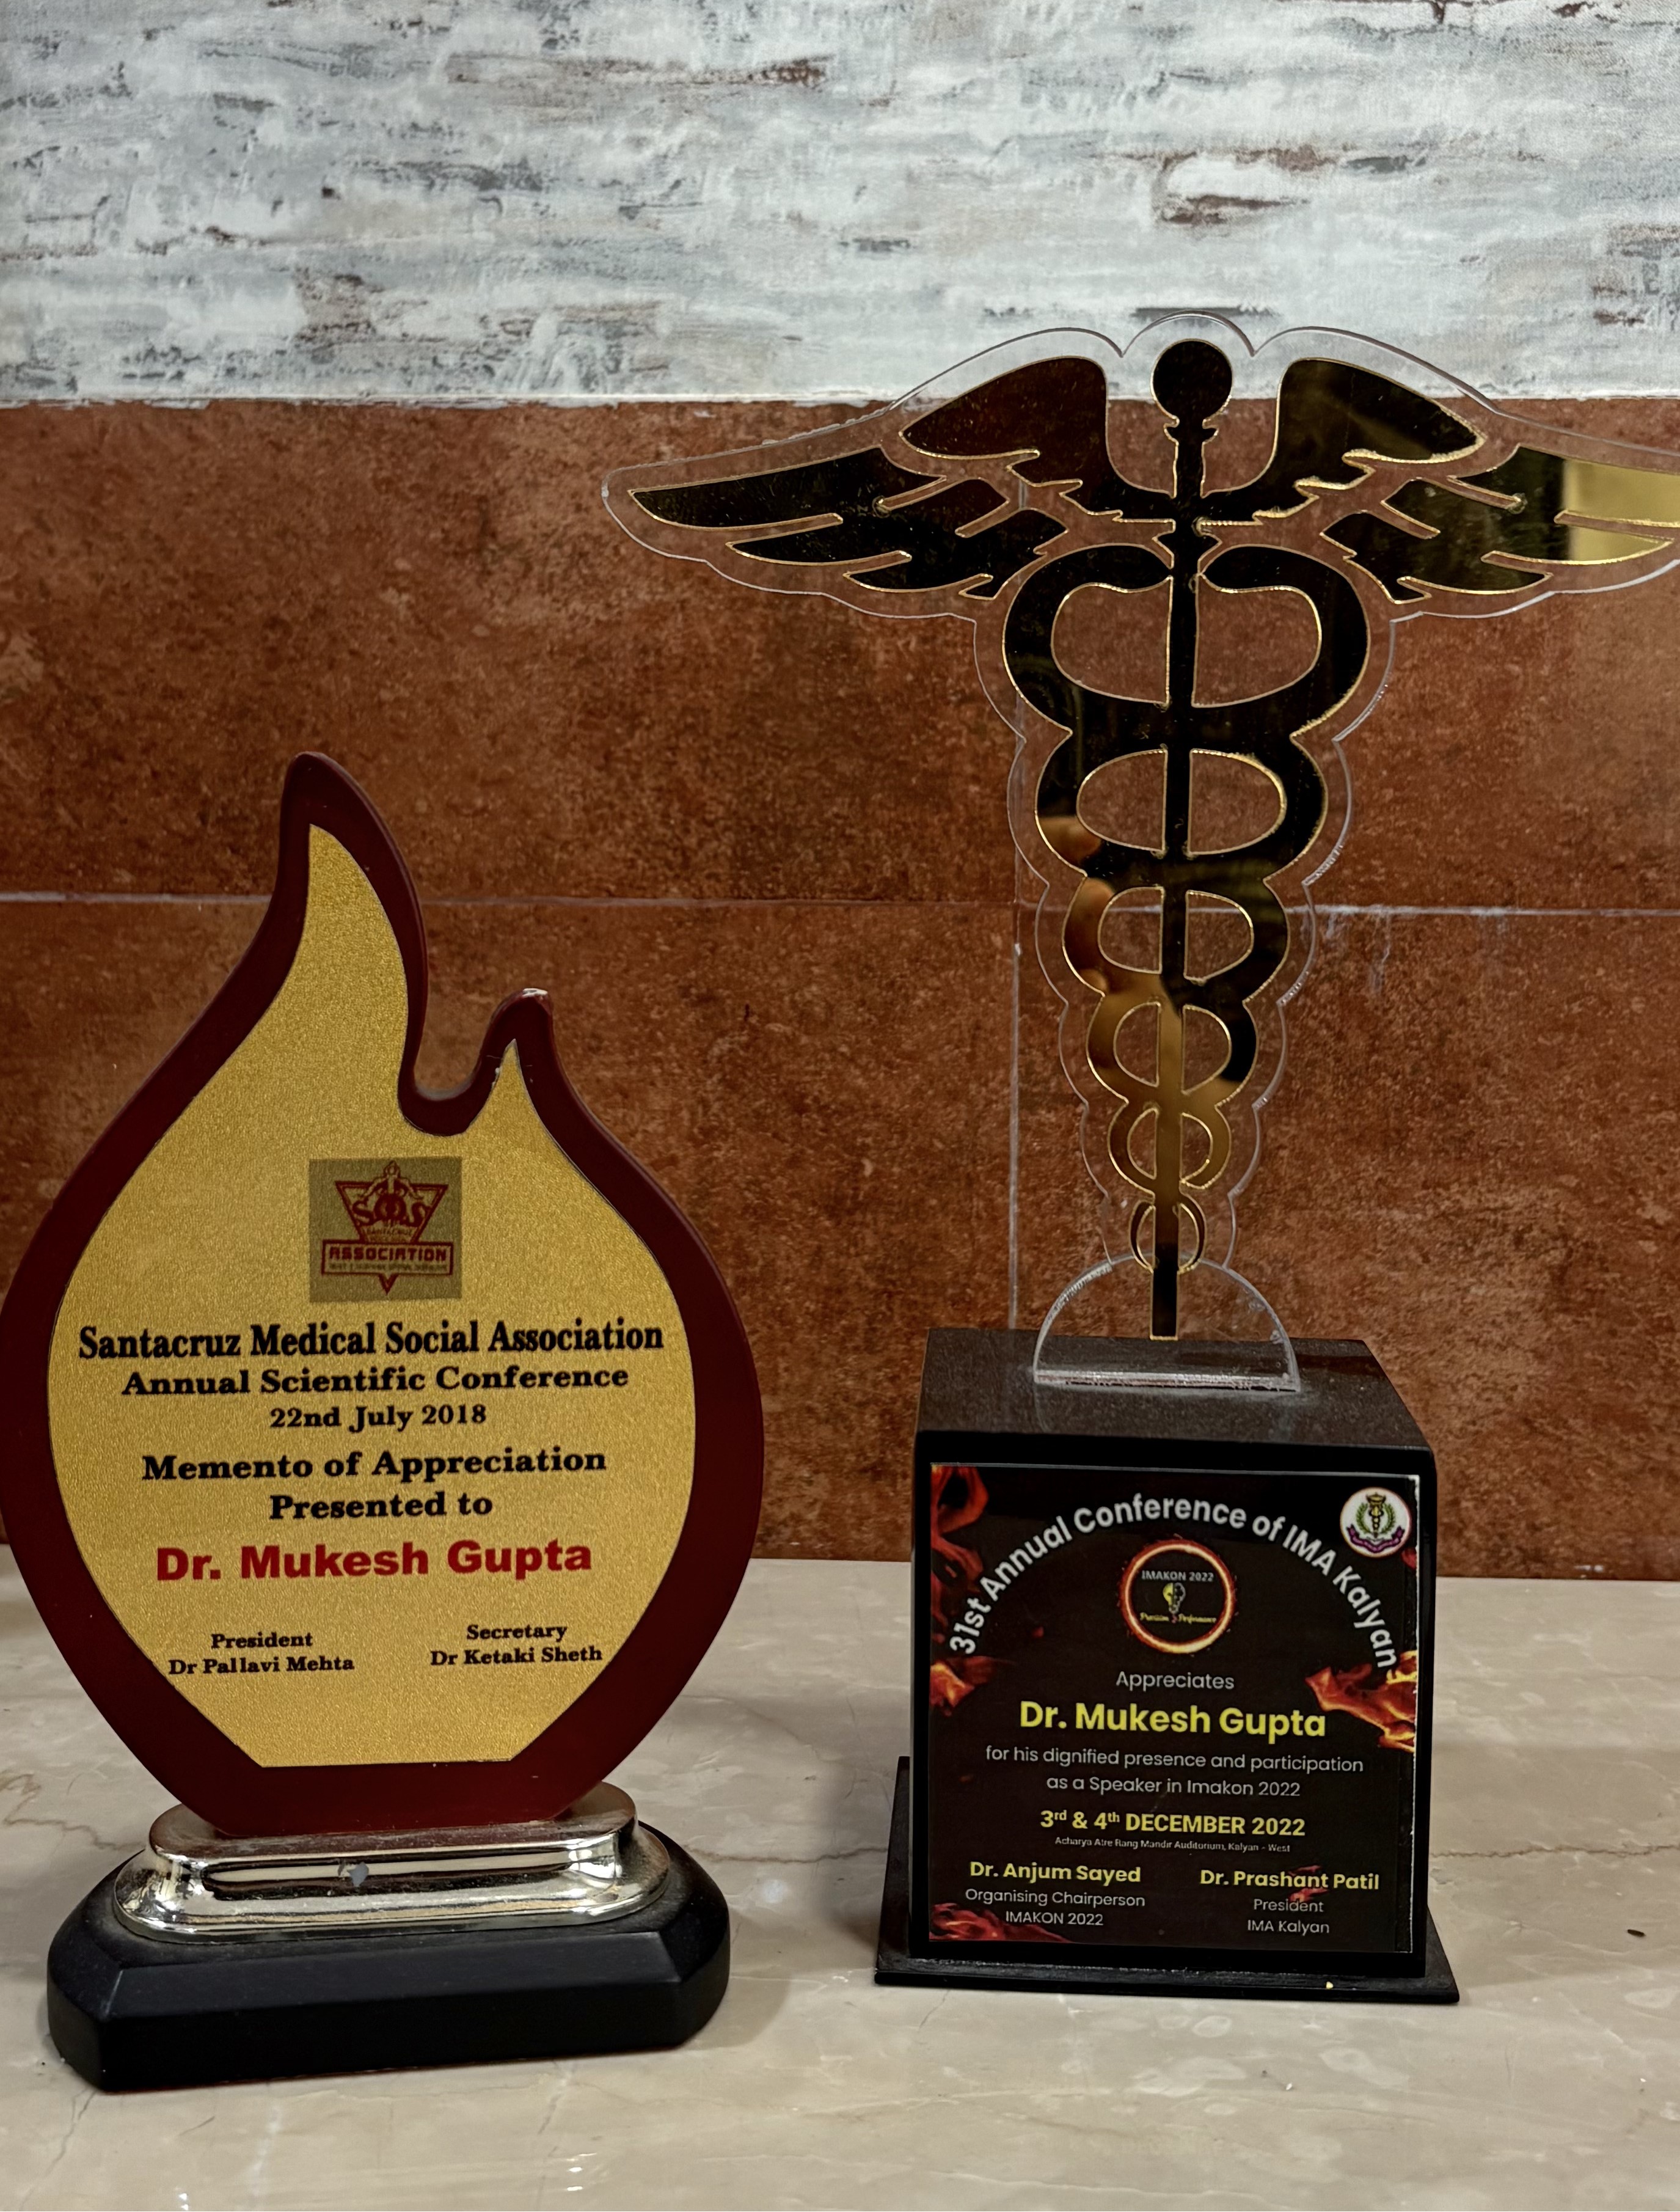 SMS
ASSOCIATION
Santacruz Medical Social Association
Annual Scientific Conference
22nd July 2018
Memento of Appreciation
Presented to
Dr. Mukesh Gupta
President
Dr Pallavi Mehta
Secretary
Dr Ketaki Sheth
31st Annual Conference of IMA Kalyan
IMAKON 2022
Appreciates
Dr. Mukesh Gupta
for his dignified presence and participation
as a Speaker in Imakon 2022
3rd & 4th DECEMBER 2022
Acharya Atre Rang Mandir Auditorium, Kalyan - West
Dr. Anjum Sayed
Organising Chairperson
IMAKON 2022
Dr. Prashant Patil
President
IMA Kalyan